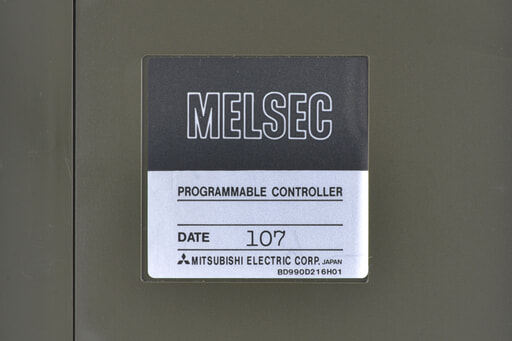 MELSEC
PROGRAMMABLE CONTROLLER
DATE 107
MITSUBISHI ELECTRIC CORP. JAPAN
BD990D216H01